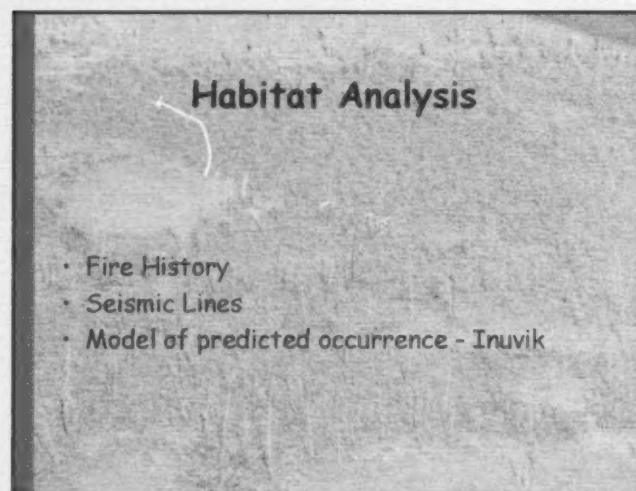 Habitat Analysis
• Fire History
• Seismic Lines
• Model of predicted occurrence - Inuvik